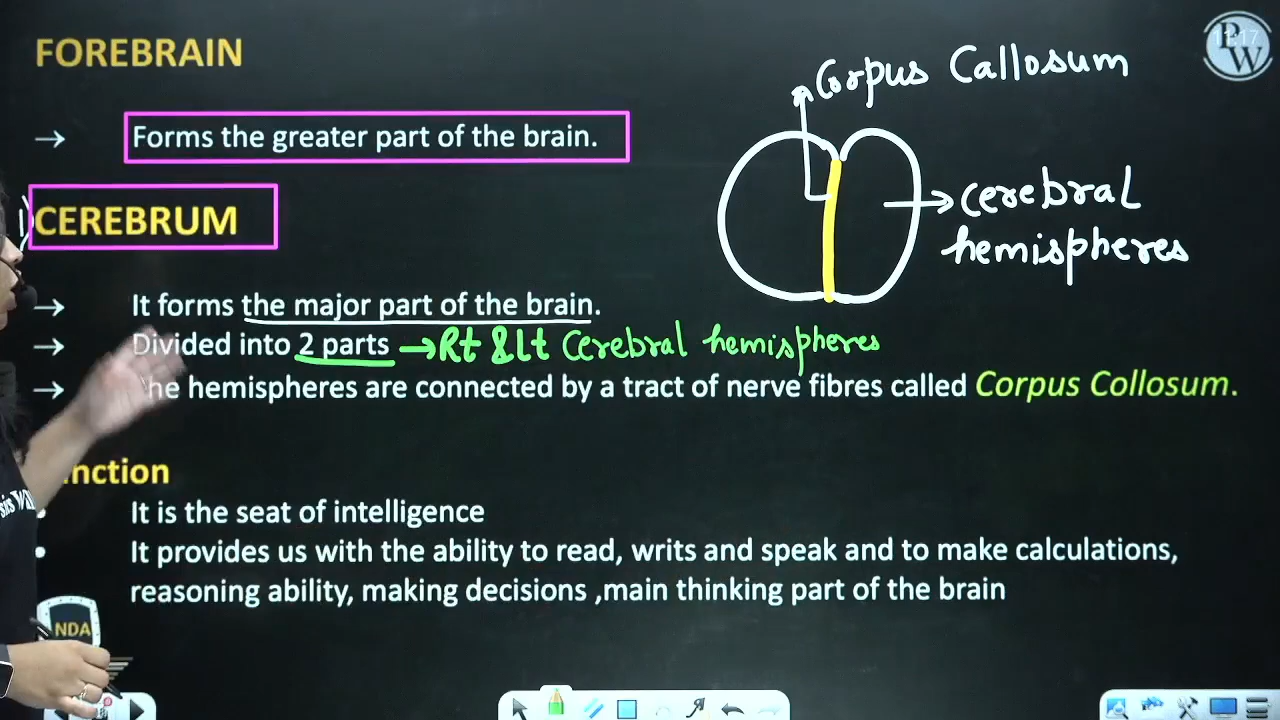 FOREBRAIN
Corpus Callosum
→ Forms the greater part of the brain.
1) CEREBRUM
cerebral
hemispheres
→ It forms the major part of the brain.
→ Divided into 2 parts → Rt & Lt Cerebral hemispheres
→ The hemispheres are connected by a tract of nerve fibres called Corpus Collosum.
nction
• It is the seat of intelligence
• It provides us with the ability to read, writs and speak and to make calculations,
reasoning ability, making decisions ,main thinking part of the brain
NDA
PW